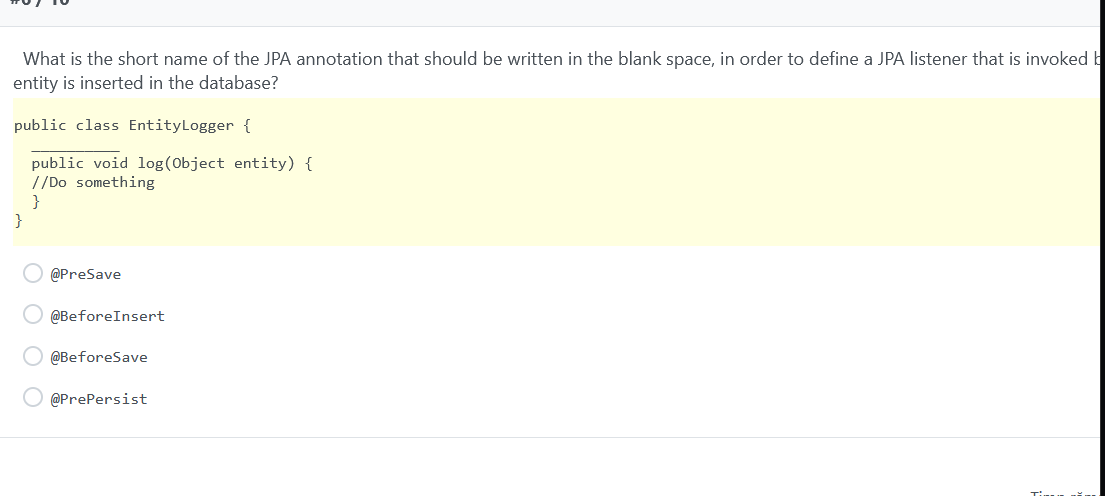 What is the short name of the JPA annotation that should be written in the blank space, in order to define a JPA listener that is invoked
entity is inserted in the database?
public class EntityLogger {
__________
public void log(Object entity) {
//Do something
}
}
@PreSave
@BeforeInsert
@BeforeSave
@PrePersist